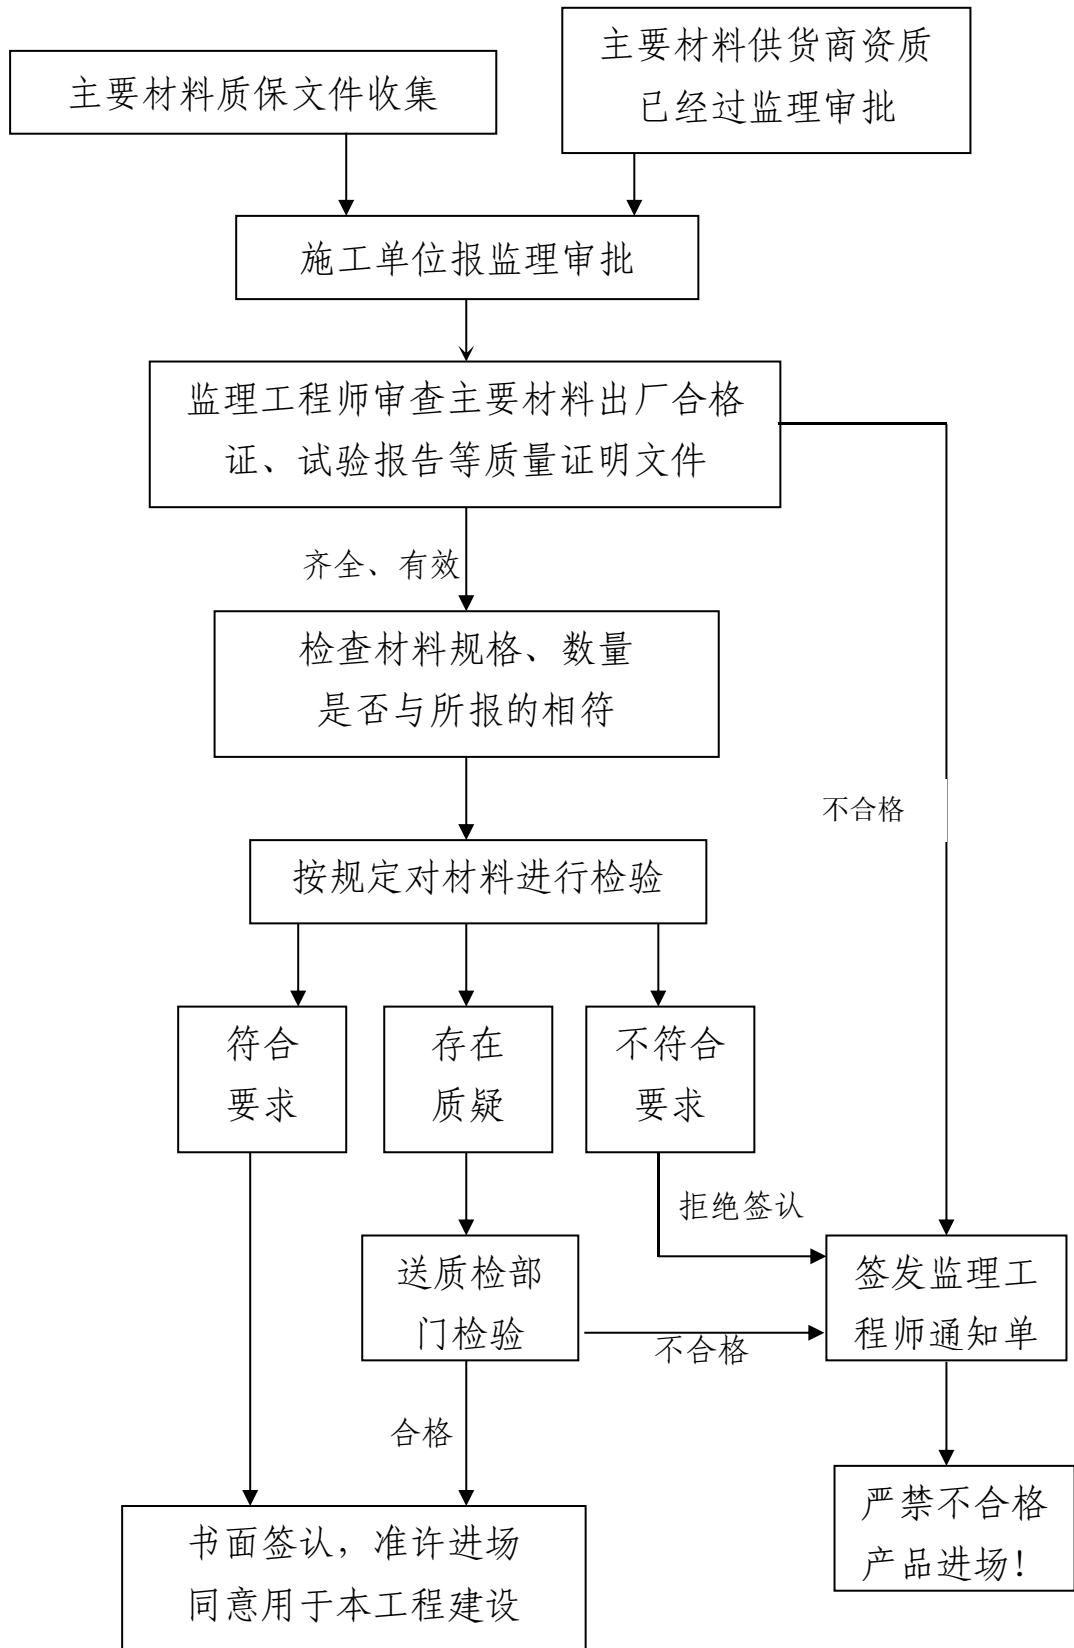 主要材料质保文件收集
主要材料供货商资质
已经过监理审批
施工单位报监理审批
监理工程师审查主要材料出厂合格
证、试验报告等质量证明文件
齐全、有效
检查材料规格、数量
是否与所报的相符
不合格
按规定对材料进行检验
符合
要求
存在
质疑
不符合
要求
拒绝签认
送质检部
门检验
签发监理工
程师通知单
不合格
合格
严禁不合格
产品进场！
书面签认，准许进场
同意用于本工程建设